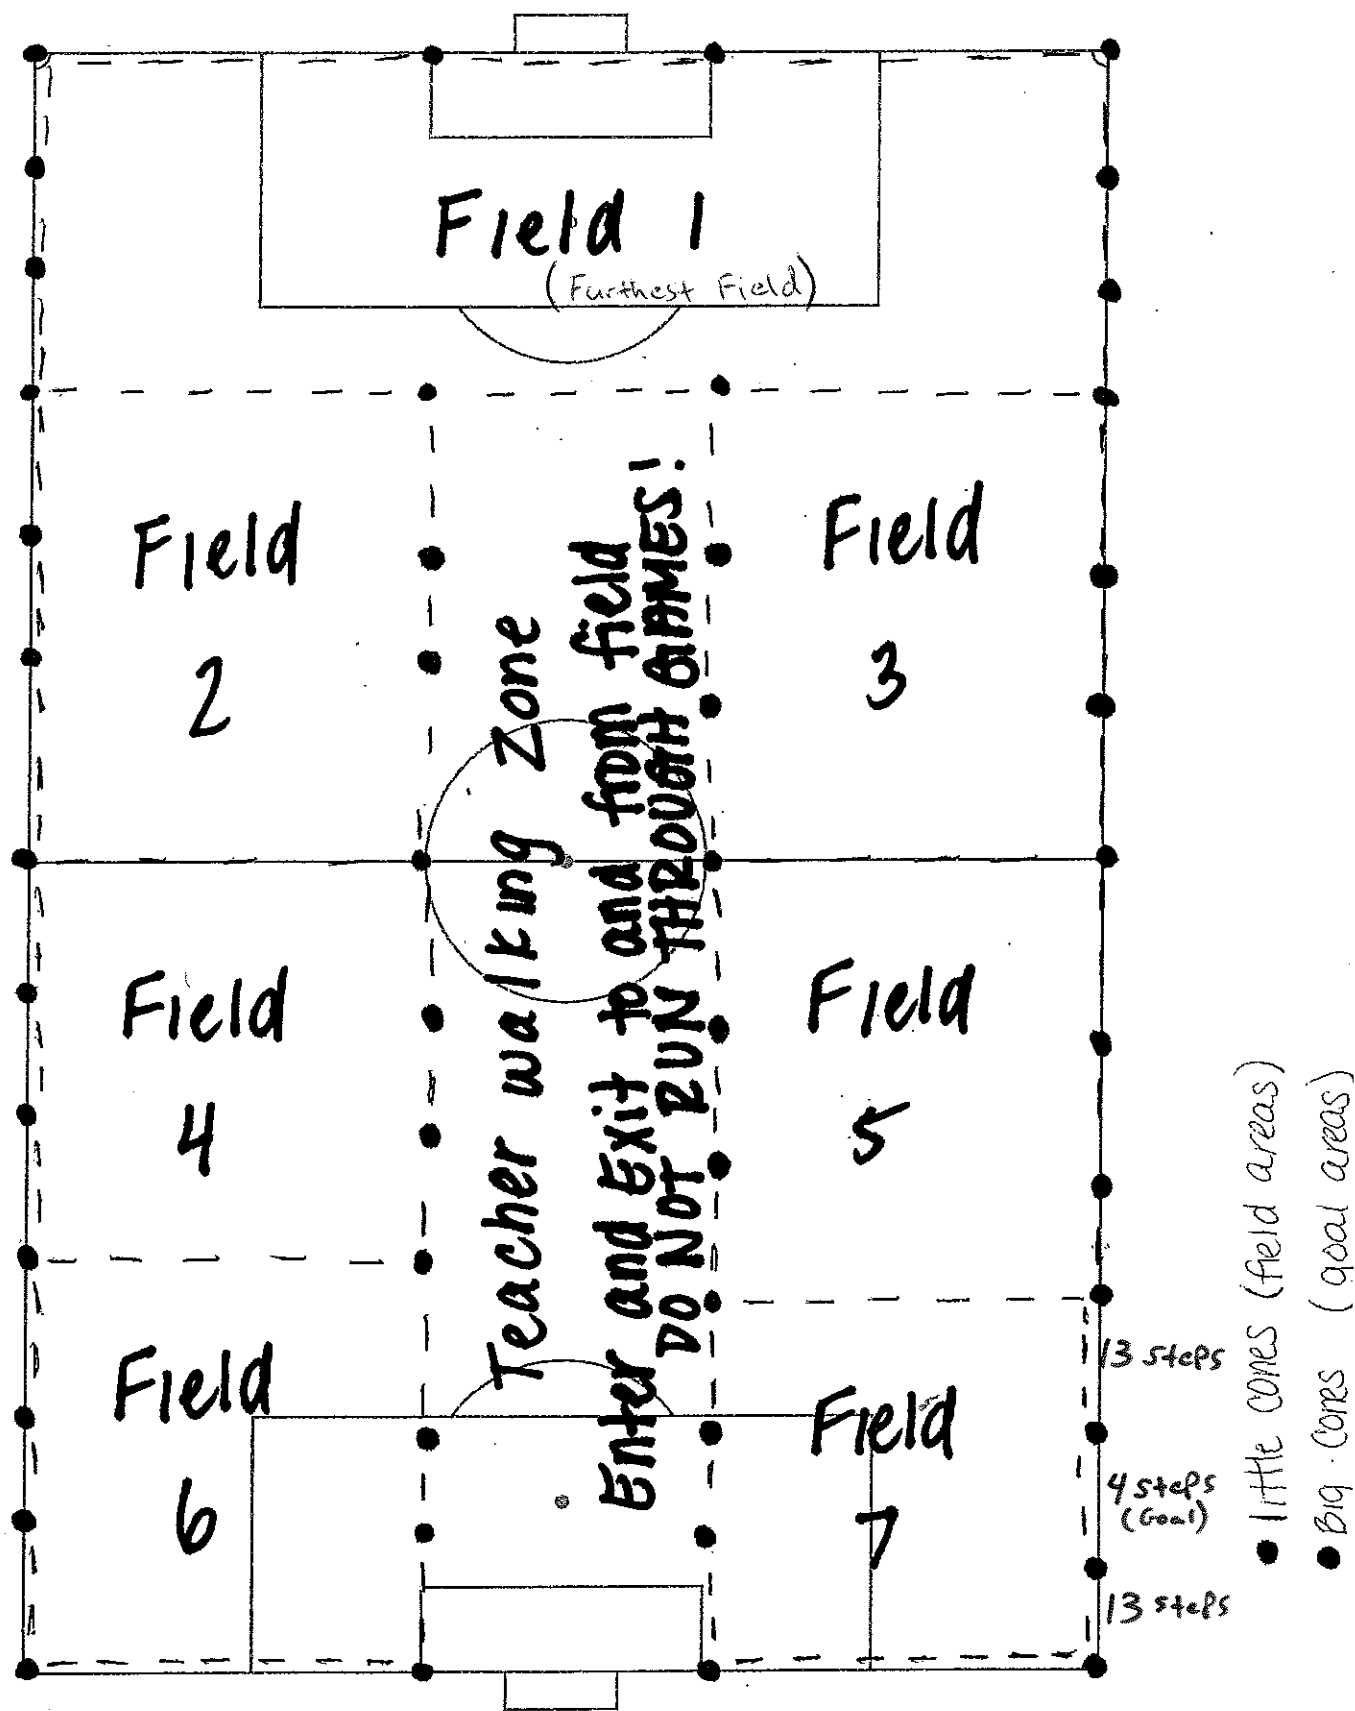 Field 1
(Furthest Field)
Field
2
Field
3
Teacher walking Zone
Enter and Exit to and from field
DO NOT RUN THROUGH GAMES!
Field
4
Field
5
Field
6
Field
7
13 steps
4 steps
(Goal)
13 steps
little cones (field areas)
Big Cones (goal areas)